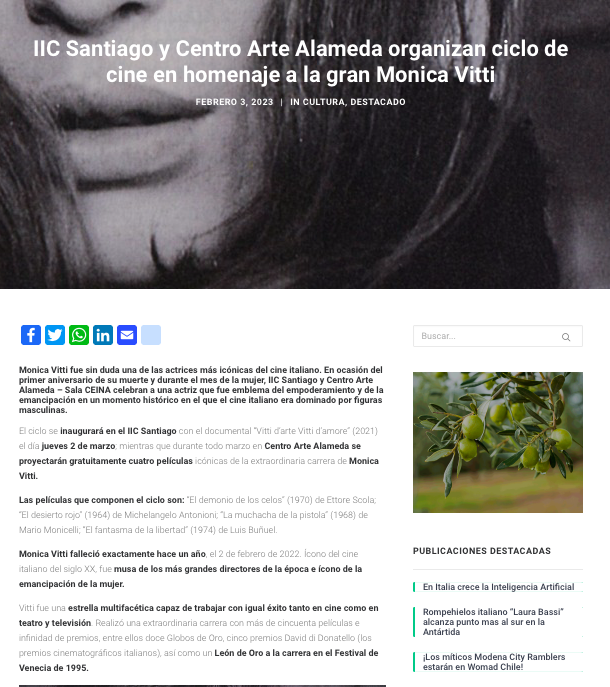 IIC Santiago y Centro Arte Alameda organizan ciclo de
cine en homenaje a la gran Monica Vitti
FEBRERO 3, 2023 | IN CULTURA, DESTACADO
Buscar...
Monica Vitti fue sin duda una de las actrices más icónicas del cine italiano. En ocasión del
primer aniversario de su muerte y durante el mes de la mujer, IIC Santiago y Centro Arte
Alameda – Sala CEINA celebran a una actriz que fue emblema del empoderamiento y de la
emancipación en un momento histórico en el que el cine italiano era dominado por figuras
masculinas.
El ciclo se inaugurará en el IIC Santiago con el documental “Vitti d’arte Vitti d’amore” (2021)
el día jueves 2 de marzo; mientras que durante todo marzo en Centro Arte Alameda se
proyectarán gratuitamente cuatro películas icónicas de la extraordinaria carrera de Monica
Vitti.
Las películas que componen el ciclo son: “El demonio de los celos” (1970) de Ettore Scola;
“El desierto rojo” (1964) de Michelangelo Antonioni; “La muchacha de la pistola” (1968) de
Mario Monicelli; “El fantasma de la libertad” (1974) de Luis Buñuel.
Monica Vitti falleció exactamente hace un año, el 2 de febrero de 2022. Ícono del cine
italiano del siglo XX, fue musa de los más grandes directores de la época e ícono de la
emancipación de la mujer.
Vitti fue una estrella multifacética capaz de trabajar con igual éxito tanto en cine como en
teatro y televisión. Realizó una extraordinaria carrera con más de cincuenta películas e
infinidad de premios, entre ellos doce Globos de Oro, cinco premios David di Donatello (los
premios cinematográficos italianos), así como un León de Oro a la carrera en el Festival de
Venecia de 1995.
PUBLICACIONES DESTACADAS
En Italia crece la Inteligencia Artificial
Rompehielos italiano “Laura Bassi”
alcanza punto mas al sur en la
Antártida
¡Los míticos Modena City Ramblers
estarán en Womad Chile!